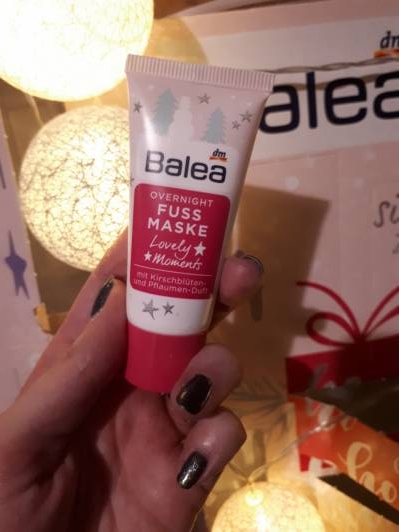 dm
Balea
Balea
dm
OVERNIGHT
FUSS
MASKE
Lovely
Moments
mit Kirschblüten-
und Pflaumen-Duft